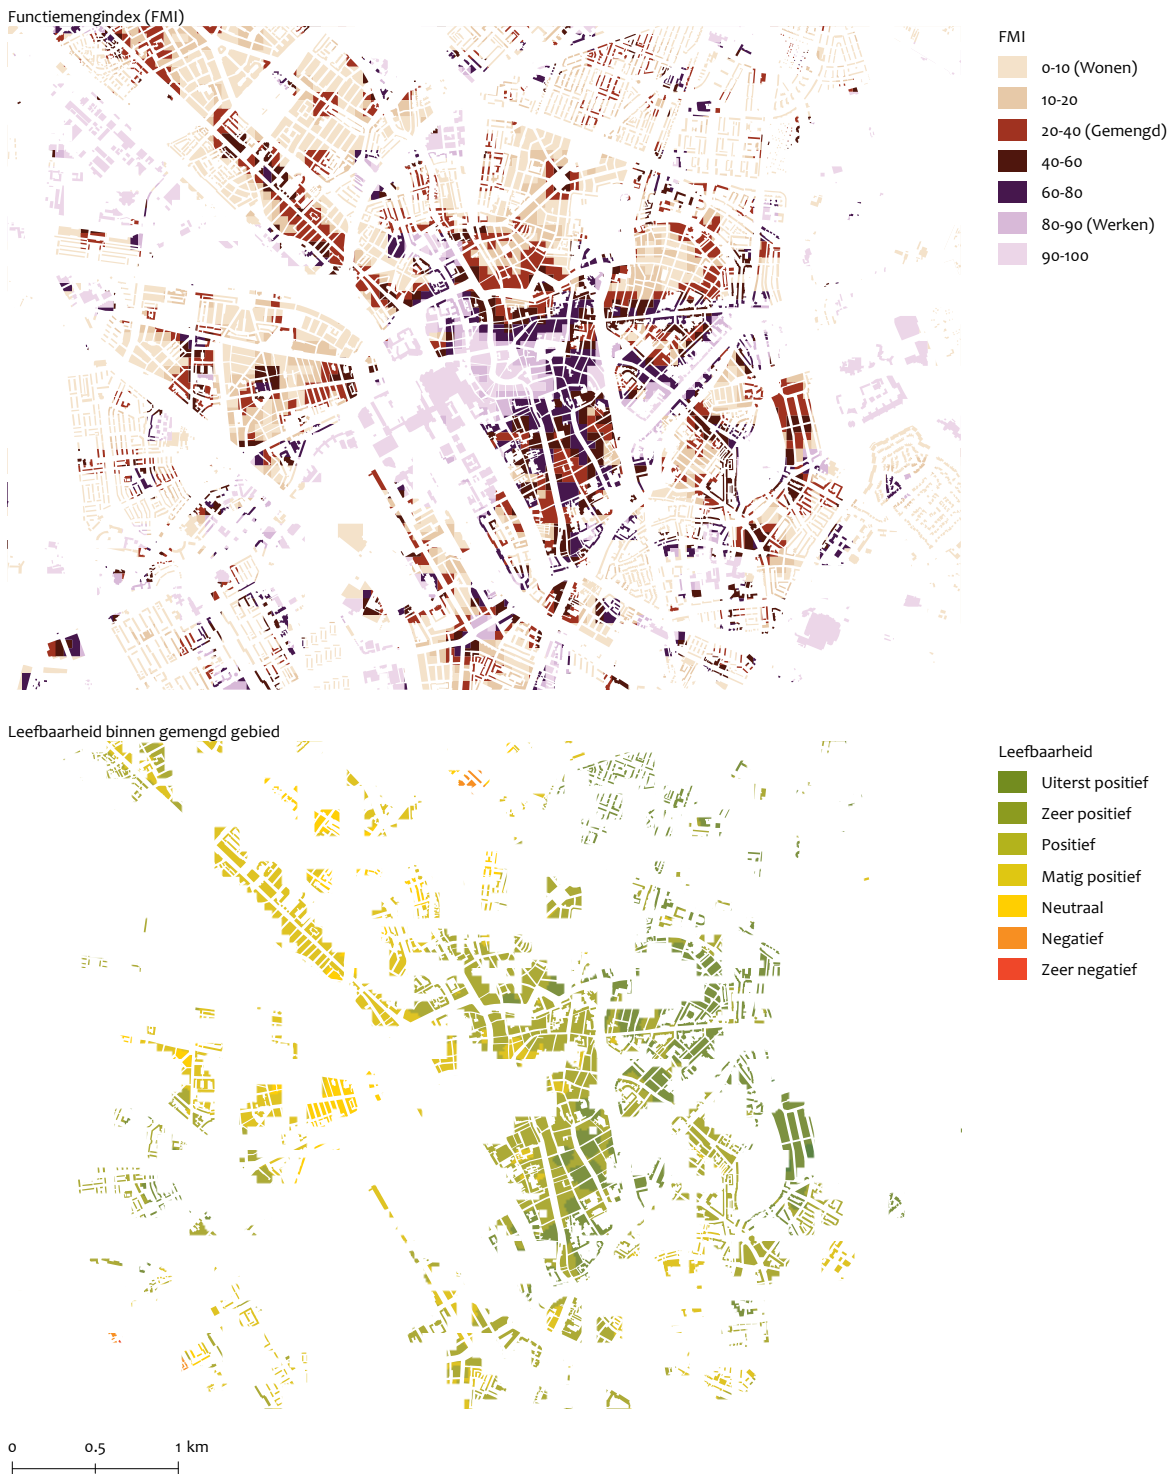 Functiemengindex (FMI)
FMI
0-10 (Wonen)
10-20
20-40 (Gemengd)
40-60
60-80
80-90 (Werken)
90-100
Leefbaarheid binnen gemengd gebied
Leefbaarheid
Uiterst positief
Zeer positief
Positief
Matig positief
Neutraal
Negatief
Zeer negatief
0 0.5 1 km